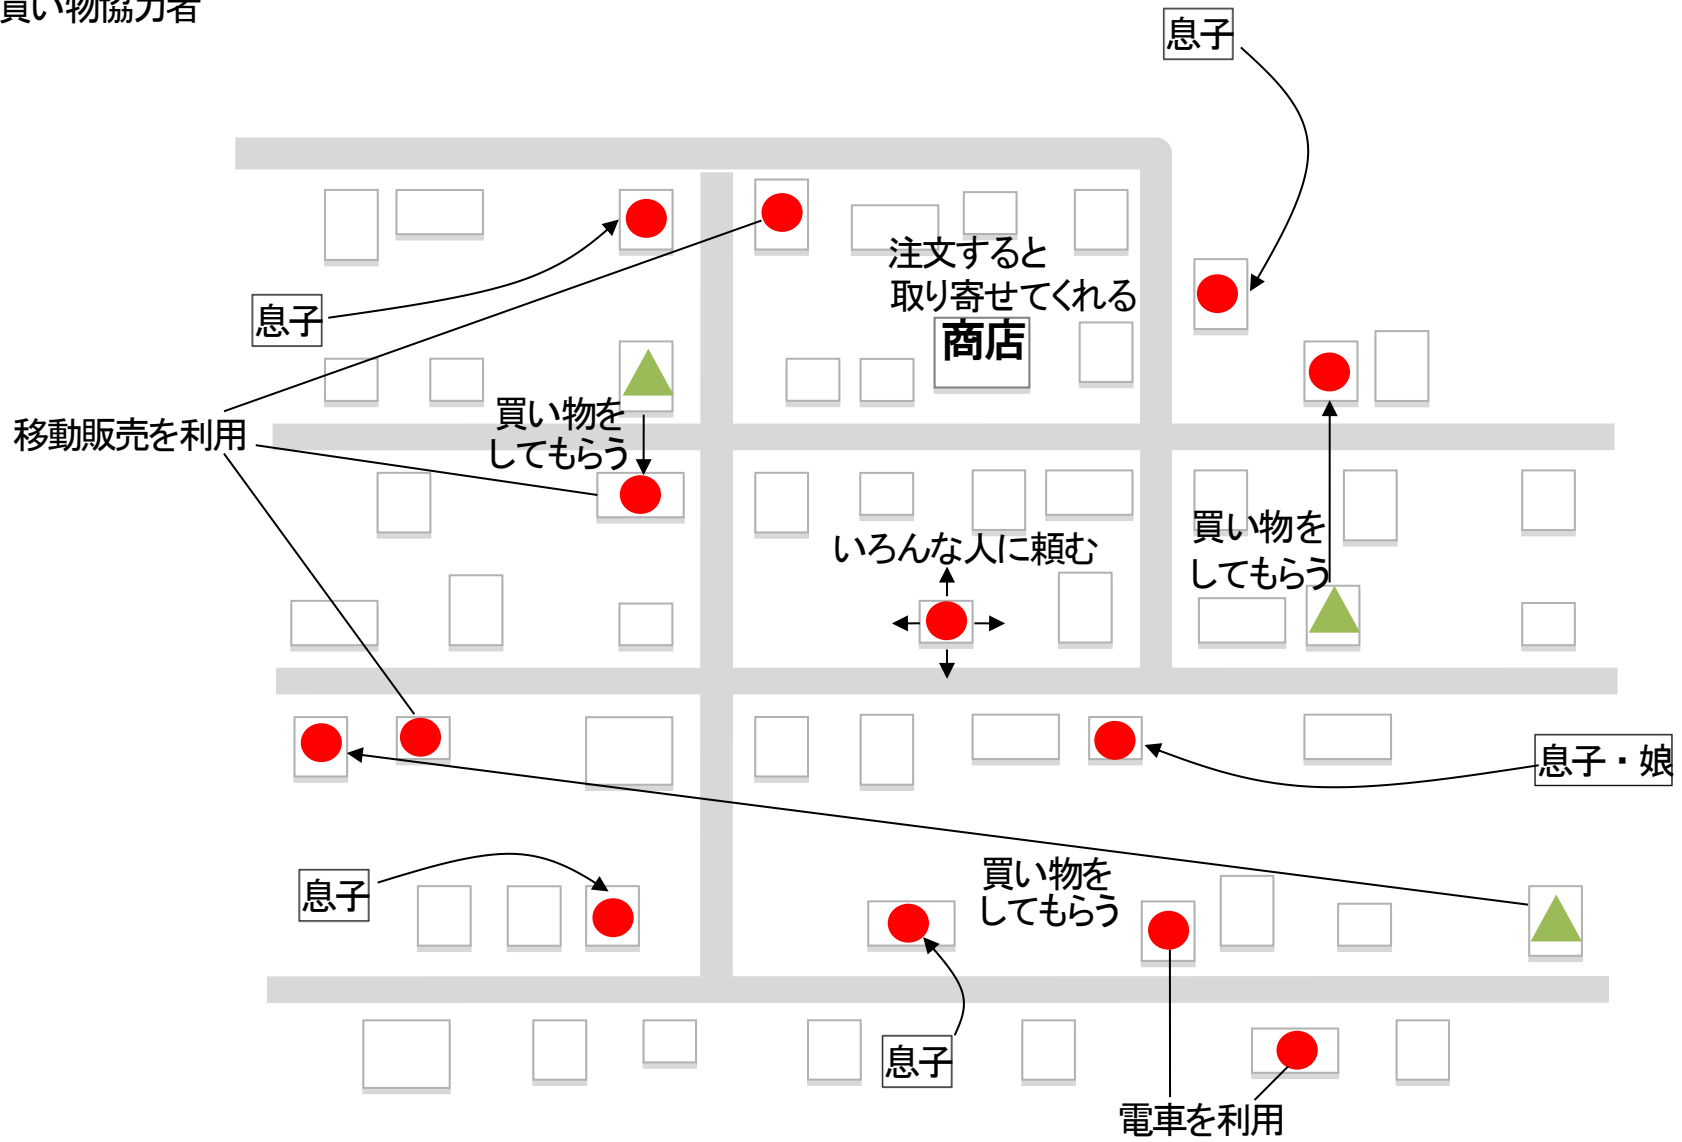 買い物協力者
息子
注文すると
取り寄せてくれる
商店
息子
移動販売を利用
買い物を
してもらう
いろんな人に頼む
買い物を
してもらう
息子・娘
息子
買い物を
してもらう
息子
電車を利用